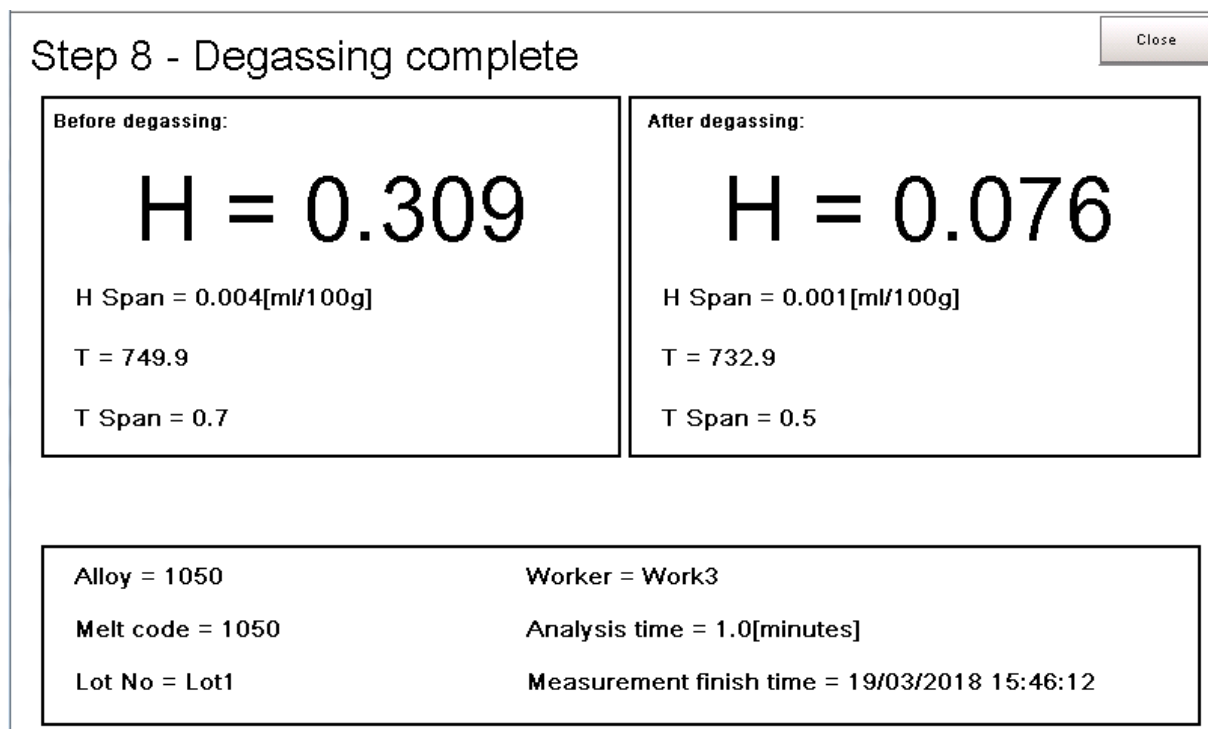 Step 8 - Degassing complete
Close
Before degassing:
H = 0.309
H Span = 0.004[ml/100g]
T = 749.9
T Span = 0.7
After degassing:
H = 0.076
H Span = 0.001[ml/100g]
T = 732.9
T Span = 0.5
Alloy = 1050
Melt code = 1050
Lot No = Lot1
Worker = Work3
Analysis time = 1.0[minutes]
Measurement finish time = 19/03/2018 15:46:12